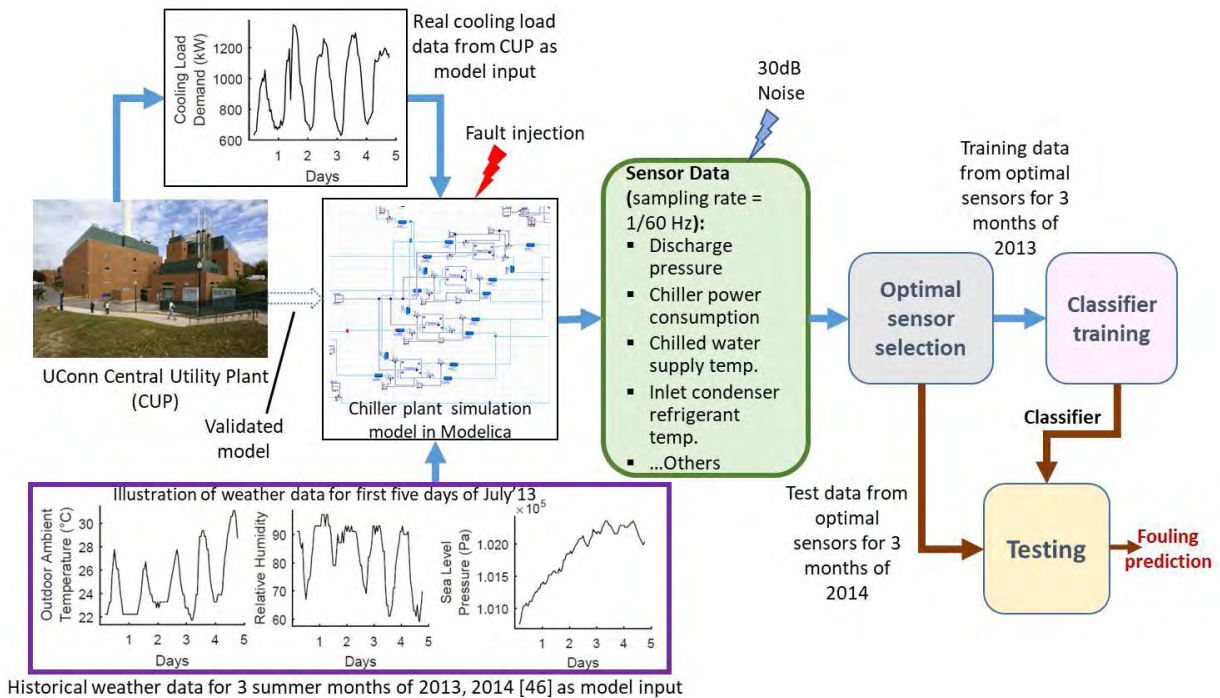 Real cooling load
data from CUP as
model input
Cooling Load
Demand (kW)
1200
1000
800
600
1 2 3 4 5
Days
Fault injection
30dB
Noise
UConn Central Utility Plant
(CUP)
Validated
model
Chiller plant simulation
model in Modelica
Sensor Data
(sampling rate =
1/60 Hz):
▪ Discharge
pressure
▪ Chiller power
consumption
▪ Chilled water
supply temp.
▪ Inlet condenser
refrigerant
temp.
▪ ...Others
Optimal
sensor
selection
Training data
from optimal
sensors for 3
months of
2013
Classifier
training
Classifier
Test data from
optimal
sensors for 3
months of
2014
Testing
Fouling
prediction
Illustration of weather data for first five days of July'13
Outdoor Ambient
Temperature (°C)
30
28
26
24
22
0 1 2 3 4 5
Days
Relative Humidity
90
80
70
60
0 1 2 3 4 5
Days
Sea Level
Pressure (Pa)
× 10⁵
1.020
1.015
1.010
0 1 2 3 4 5
Days
Historical weather data for 3 summer months of 2013, 2014 [46] as model input